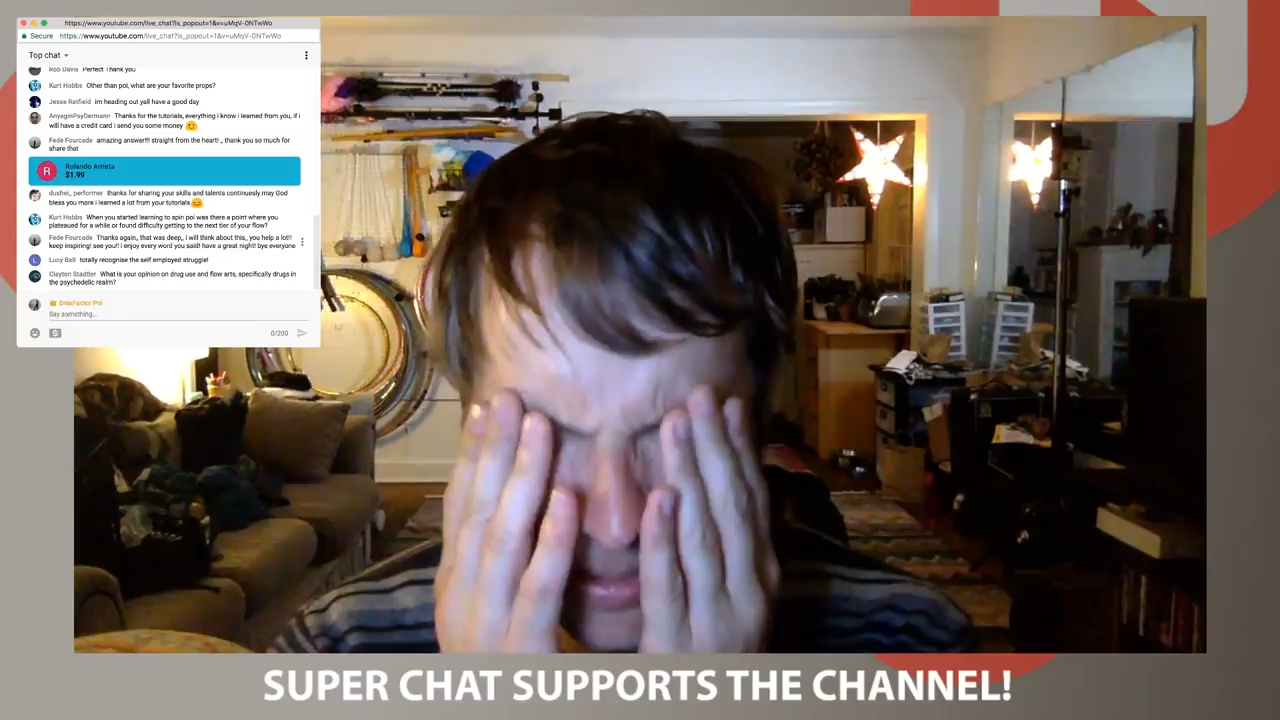 https://www.youtube.com/live_chat?is_popout=1&v=uMqV-0NTwWo
Secure https://www.youtube.com/live_chat?is_popout=1&v=uMqV-0NTwWo
Top chat
Rob Davis Perfect Thank you
Kurt Hobbs Other than poi, what are your favorite props?
Jesse Ratfield im heading out yall have a good day
AnyaginPsyDermann Thanks for the tutorials, everything i know i learned from you, if i
will have a credit card i send you some money
Fede Fourcade amazing answer!!! straight from the heart! ,, thank you so much for
share that
R
Rolando Arrieta
$1.99
dushei_ performer thanks for sharing your skills and talents continuesly.may God
bless you more i learned a lot from your tutorials
Kurt Hobbs When you started learning to spin poi was there a point where you
plateaued for a while or found difficulty getting to the next tier of your flow?
Fede Fourcade Thanks again,, that was deep,, i will think about this,, you help a lot!!
keep inspiring! see you!! i enjoy every word you said! have a great night! bye everyone
L
Lucy Bell totally recognise the self employed struggle!
Clayton Stadtler What is your opinion on drug use and flow arts, specifically drugs in
the psychedelic realm?
DrexFactor Poi
Say something...
0/200
SUPER CHAT SUPPORTS THE CHANNEL!